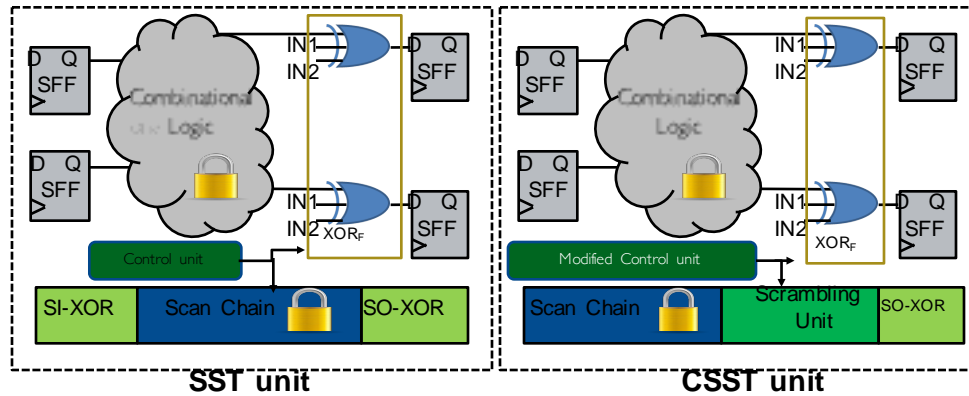 IN1
D Q
D Q
IN2
SFF
SFF
Combinational
Logic
D Q
D Q
SFF
IN1
SFF
IN2
XORF
Control unit
SI-XOR
Scan Chain
SO-XOR
SST unit
IN1
D Q
D Q
IN2
SFF
SFF
Combinational
Logic
D Q
D Q
SFF
IN1
SFF
IN2
XORF
Modified Control unit
Scan Chain
Scrambling
Unit
SO-XOR
CSST unit